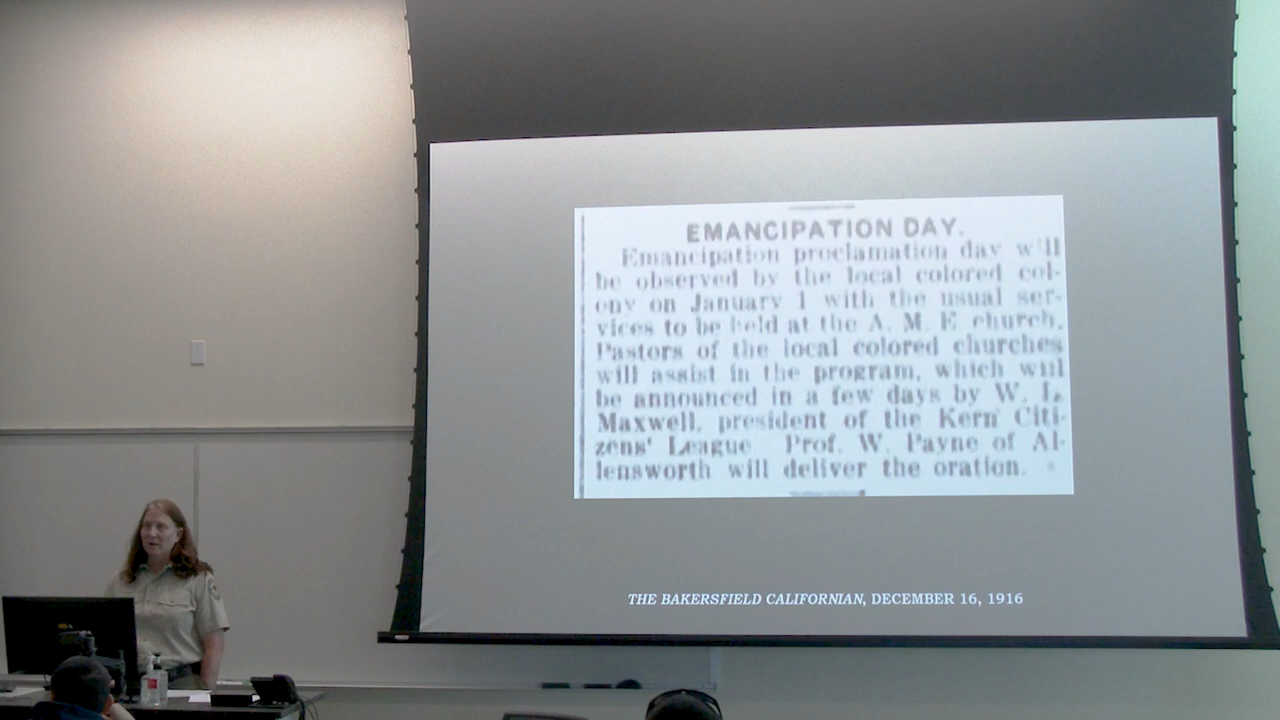 EMANCIPATION DAY.
Emancipation proclamation day will
be observed by the local colored col-
ony on January 1 with the usual ser-
vices to be held at the A. M. E church.
Pastors of the local colored churches
will assist in the program, which will
be announced in a few days by W. L.
Maxwell, president of the Kern Citi-
zens' League Prof. W. Payne of Al-
lensworth will deliver the oration.
THE BAKERSFIELD CALIFORNIAN, DECEMBER 16, 1916